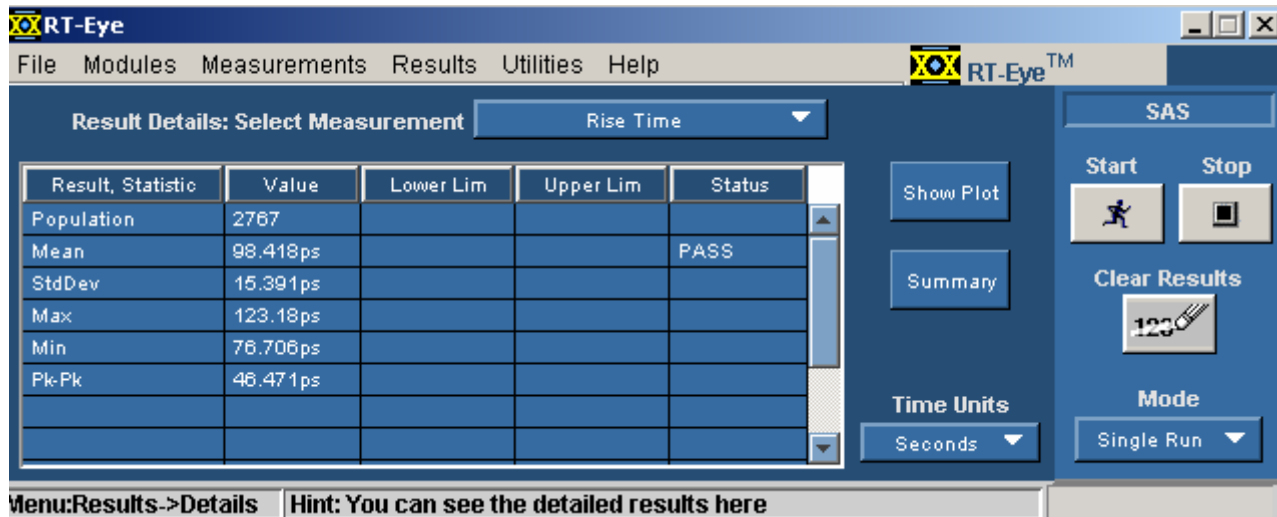 RT-Eye
File Modules Measurements Results Utilities Help
RT-Eye™
Result Details: Select Measurement Rise Time
SAS
Result, Statistic Value Lower Lim Upper Lim Status
Population 2767
Mean 98.418ps PASS
StdDev 15.391ps
Max 123.18ps
Min 76.706ps
Pk-Pk 46.471ps
Show Plot
Summary
Time Units
Seconds
Start Stop
Clear Results
123
Mode
Single Run
Menu:Results->Details Hint: You can see the detailed results here